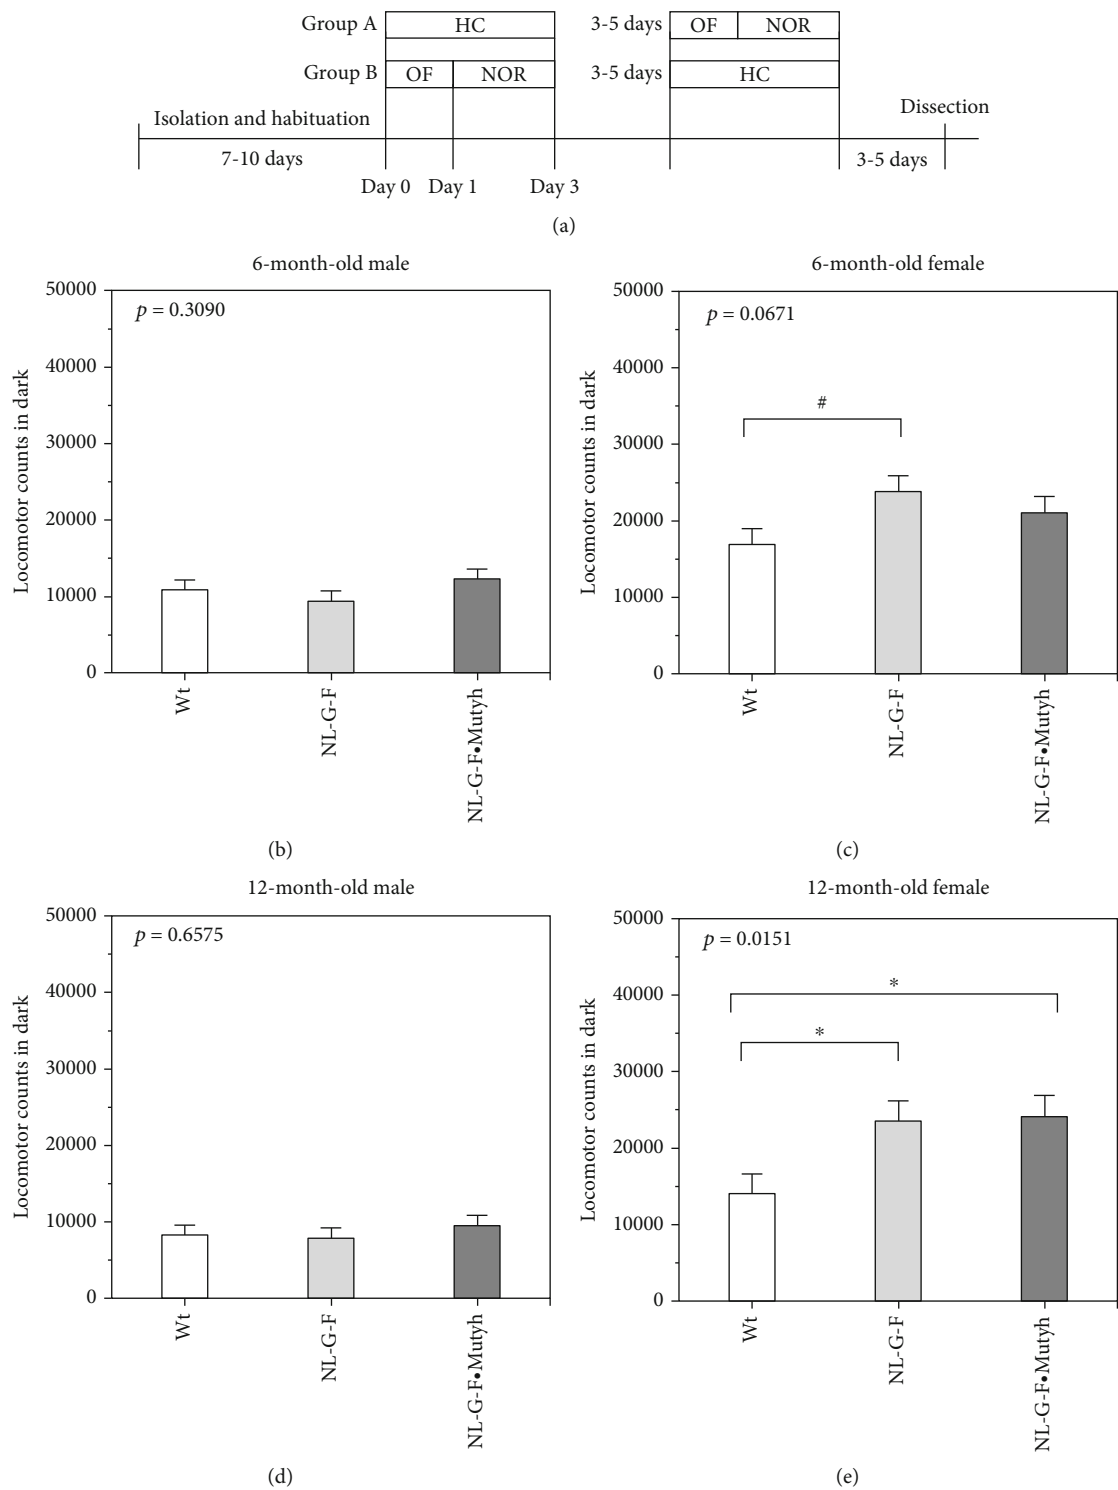 Group A HC 3-5 days OF NOR
Group B OF NOR 3-5 days HC
Isolation and habituation Dissection
7-10 days 3-5 days
Day 0 Day 1 Day 3
(a)
6-month-old male
p = 0.3090
Locomotor counts in dark
50000
40000
30000
20000
10000
0
Wt
NL-G-F
NL-G-F•Mutyh
(b)
6-month-old female
p = 0.0671
#
Locomotor counts in dark
50000
40000
30000
20000
10000
0
Wt
NL-G-F
NL-G-F•Mutyh
(c)
12-month-old male
p = 0.6575
Locomotor counts in dark
50000
40000
30000
20000
10000
0
Wt
NL-G-F
NL-G-F•Mutyh
(d)
12-month-old female
p = 0.0151
*
*
Locomotor counts in dark
50000
40000
30000
20000
10000
0
Wt
NL-G-F
NL-G-F•Mutyh
(e)